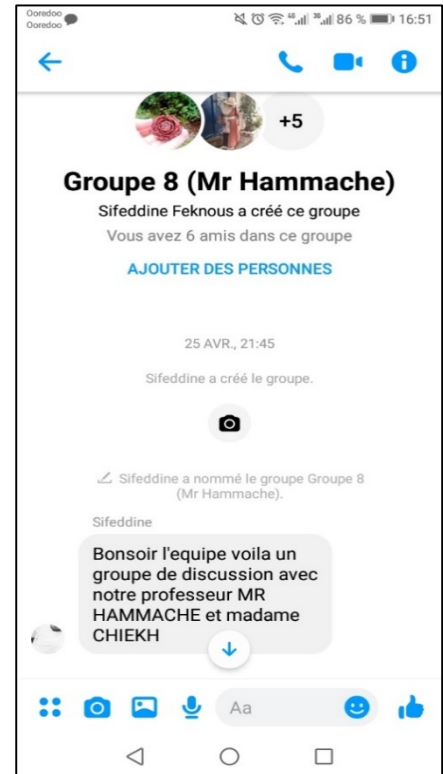 Ooredoo
Ooredoo
4G
3G
86 %
16:51
+5
Groupe 8 (Mr Hammache)
Sifeddine Feknous a créé ce groupe
Vous avez 6 amis dans ce groupe
AJOUTER DES PERSONNES
25 AVR., 21:45
Sifeddine a créé le groupe.
Sifeddine a nommé le groupe Groupe 8
(Mr Hammache).
Sifeddine
Bonsoir l'equipe voila un
groupe de discussion avec
notre professeur MR
HAMMACHE et madame
CHIEKH
Aa